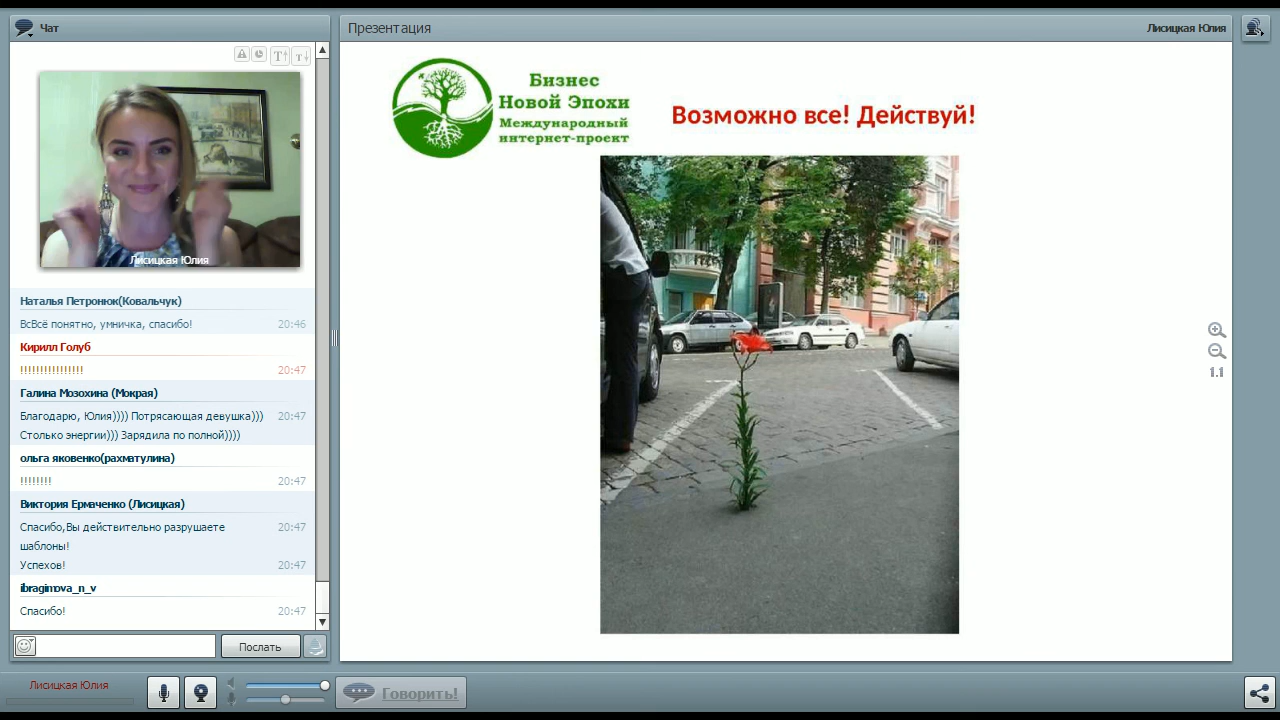 Чат
Лисицкая Юлия
Наталья Петронюк(Ковальчук)
ВсВсё понятно, умничка, спасибо! 20:46
Кирилл Голуб
!!!!!!!!!!!!!!!! 20:47
Галина Мозохина (Мокрая)
Благодарю, Юлия)))) Потрясающая девушка))) 20:47
Столько энергии))) Зарядила по полной))))
ольга яковенко(рахматулина)
!!!!!!!! 20:47
Виктория Ермаченко (Лисицкая)
Спасибо,Вы действительно разрушаете 20:47
шаблоны!
Успехов! 20:47
ibragimova_n_v
Спасибо! 20:47
Послать
Презентация
Лисицкая Юлия
Бизнес
Новой Эпохи
Международный
интернет-проект
Возможно все! Действуй!
1.1
Лисицкая Юлия
Говорить!